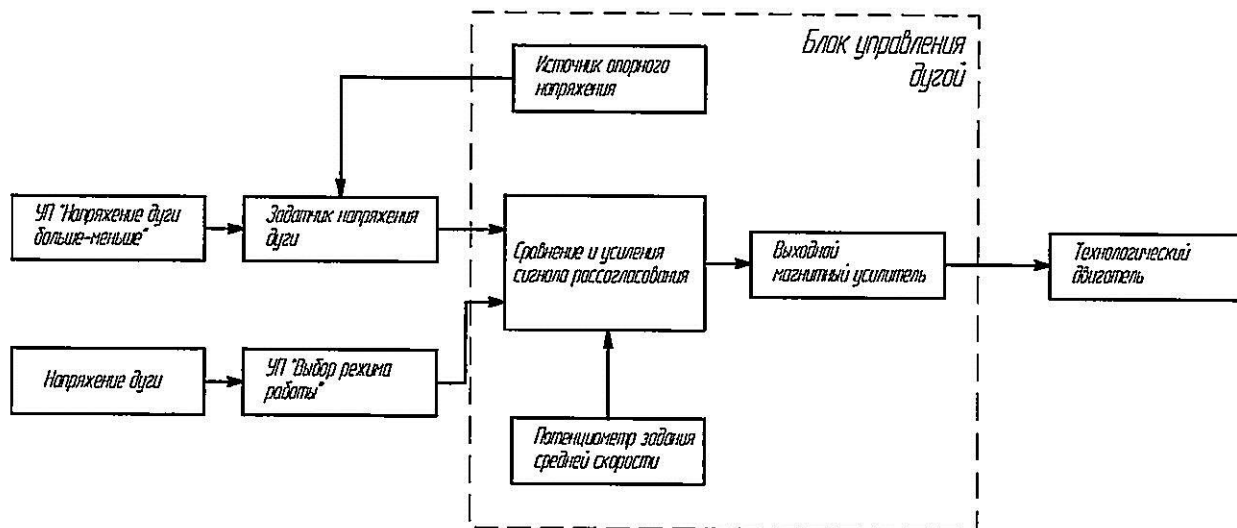 Блок управления
дугой
Источник опорного
напряжения
УП "Напряжение дуги
больше-меньше"
Задатчик напряжения
дуги
Сравнение и усиления
сигнала рассогласования
Выходной
магнитный усилитель
Технологический
двигатель
Напряжение дуги
УП "Выбор режима
работы"
Потенциометр задания
средней скорости